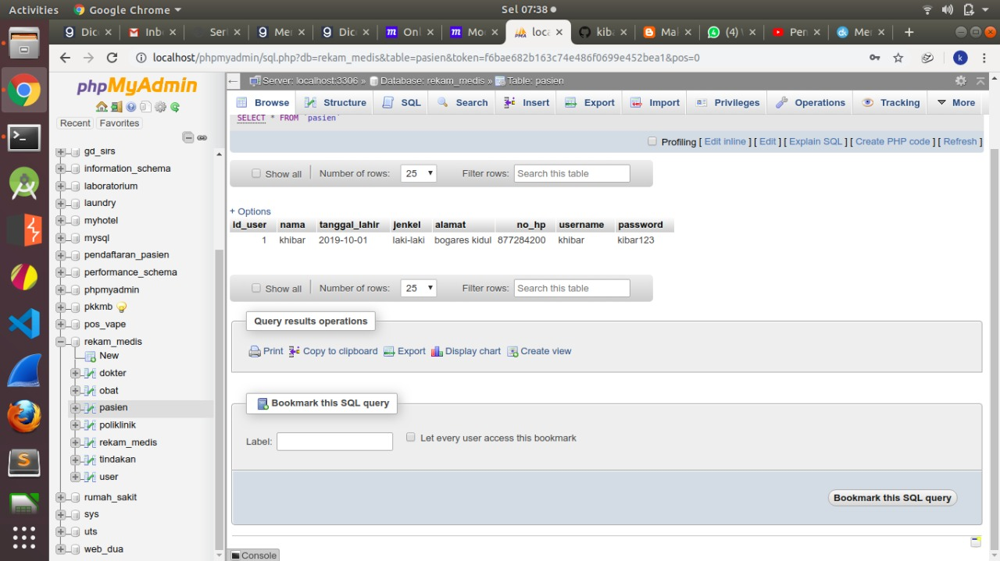 Activities Google Chrome Sel 07:38
Dic Inb Ser Me Dir Onl Mo loca kiba Mal (4) Pen Mer
localhost/phpmyadmin/sql.php?db=rekam_medis&table=pasien&token=f6bae682b163c74e486f0699e452bea1&pos=0
phpMyAdmin
Recent Favorites
gd_sirs
information_schema
laboratorium
laundry
myhotel
mysql
pendaftaran_pasien
performance_schema
phpmyadmin
pkkmb
pos_vape
rekam_medis
New
dokter
obat
pasien
poliklinik
rekam_medis
tindakan
user
rumah_sakit
sys
uts
web_dua
Database: rekam_medis » Table: pasien
Browse Structure SQL Search Insert Export Import Privileges Operations Tracking More
SELECT * FROM `pasien`
Profiling [ Edit inline ] [ Edit ] [ Explain SQL ] [ Create PHP code ] [ Refresh ]
Show all Number of rows: 25 Filter rows: Search this table
+ Options
id_user nama tanggal_lahir jenkel alamat no_hp username password
1 khibar 2019-10-01 laki-laki bogares kidul 877284200 khibar kibar123
Show all Number of rows: 25 Filter rows: Search this table
Query results operations
Print Copy to clipboard Export Display chart Create view
Bookmark this SQL query
Label: Let every user access this bookmark
Bookmark this SQL query
Console